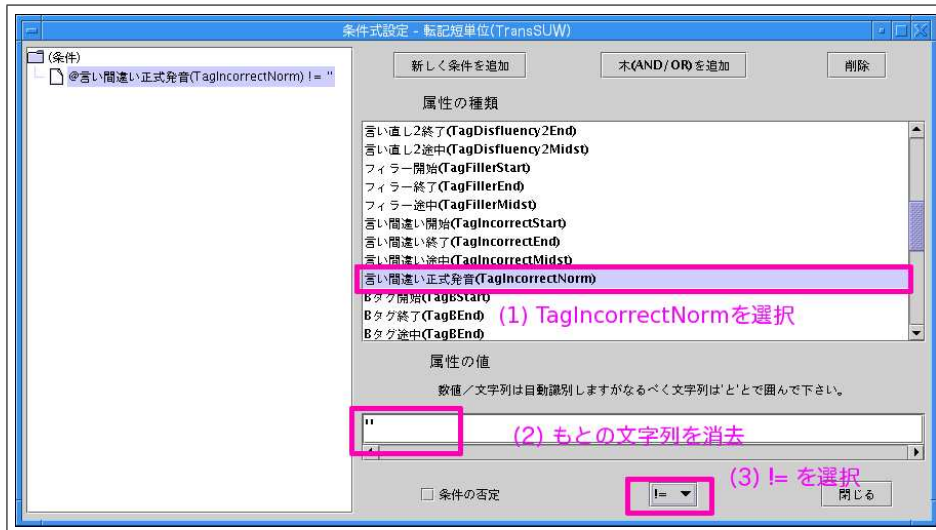 条件式設定 - 転記短単位(TransSUW)
(条件)
@言い間違い正式発音(TagIncorrectNorm) != ''
新しく条件を追加
木(AND/OR)を追加
削除
属性の種類
言い直し2終了(TagDisfluency2End)
言い直し2途中(TagDisfluency2Midst)
フィラー開始(TagFillerStart)
フィラー終了(TagFillerEnd)
フィラー途中(TagFillerMidst)
言い間違い開始(TagIncorrectStart)
言い間違い終了(TagIncorrectEnd)
言い間違い途中(TagIncorrectMidst)
言い間違い正式発音(TagIncorrectNorm)
Bタグ開始(TagBStart)
Bタグ終了(TagBEnd)
(1) TagIncorrectNormを選択
Bタグ途中(TagBEnd)
属性の値
数値／文字列は自動識別しますがなるべく文字列は'と'とで囲んで下さい。
''
(2) もとの文字列を消去
(3) != を選択
条件の否定
!=
閉じる